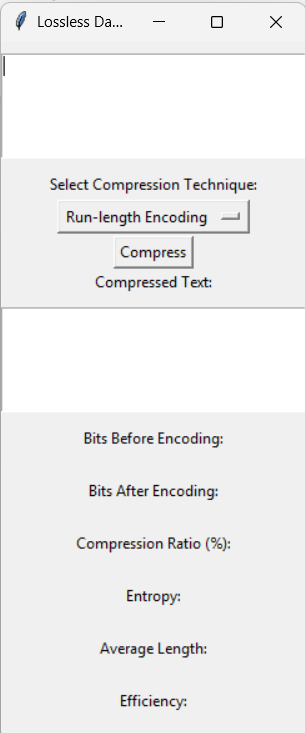 Lossless Da...
Select Compression Technique:
Run-length Encoding
Compress
Compressed Text:
Bits Before Encoding:
Bits After Encoding:
Compression Ratio (%):
Entropy:
Average Length:
Efficiency: